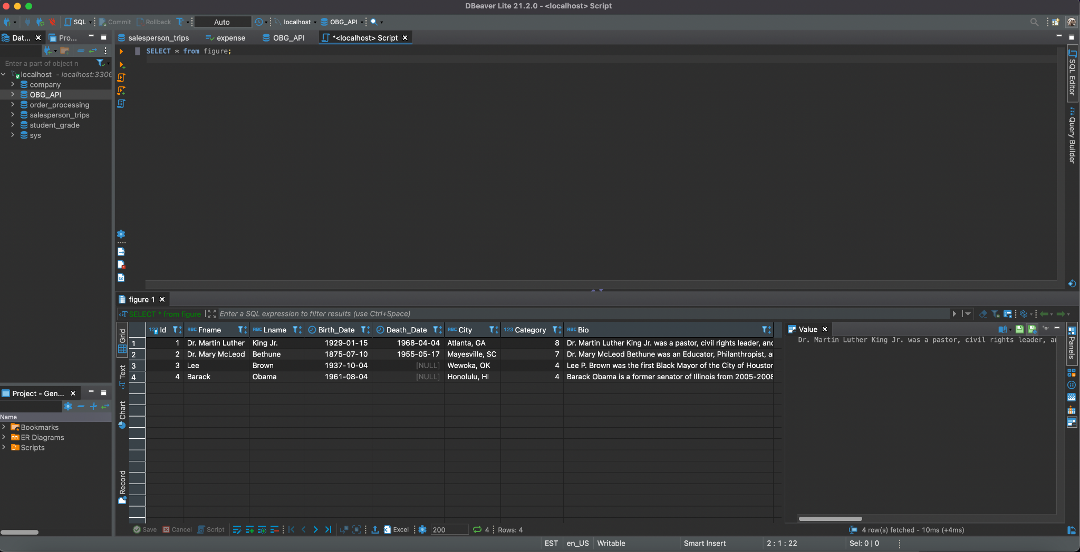 DBeaver Lite 21.2.0 - <localhost> Script
SQL Commit Rollback T Auto localhost OBG_API
Dat... Pro... salesperson_trips expense OBG_API *<localhost> Script
SELECT * from figure;
Enter a part of object n
localhost - localhost:3306
company
OBG_API
order_processing
salesperson_trips
student_grade
sys
SQL Editor
Query Builder
figure 1
SELECT * from figure Enter a SQL expression to filter results (use Ctrl+Space)
Grid
Text
Chart
Record
123 Id ABC Fname ABC Lname Birth_Date Death_Date ABC City 123 Category ABC Bio
1 1 Dr. Martin Luther King Jr. 1929-01-15 1968-04-04 Atlanta, GA 8 Dr. Martin Luther King Jr. was a pastor, civil rights leader, and
2 2 Dr. Mary McLeod Bethune 1875-07-10 1955-05-17 Mayesville, SC 7 Dr. Mary McLeod Bethune was an Educator, Philanthropist, a
3 3 Lee Brown 1937-10-04 [NULL] Wewoka, OK 4 Lee P. Brown was the first Black Mayor of the City of Houston
4 4 Barack Obama 1961-08-04 [NULL] Honolulu, HI 4 Barack Obama is a former senator of Illinois from 2005-2008
Value
Dr. Martin Luther King Jr. was a pastor, civil rights leader, an
Panels
Project - Gen...
Name
Bookmarks
ER Diagrams
Scripts
Save Cancel Script Excel 200 4 Rows: 4
4 row(s) fetched - 10ms (+4ms)
EST en_US Writable Smart Insert 2 : 1 : 22 Sel: 0 | 0